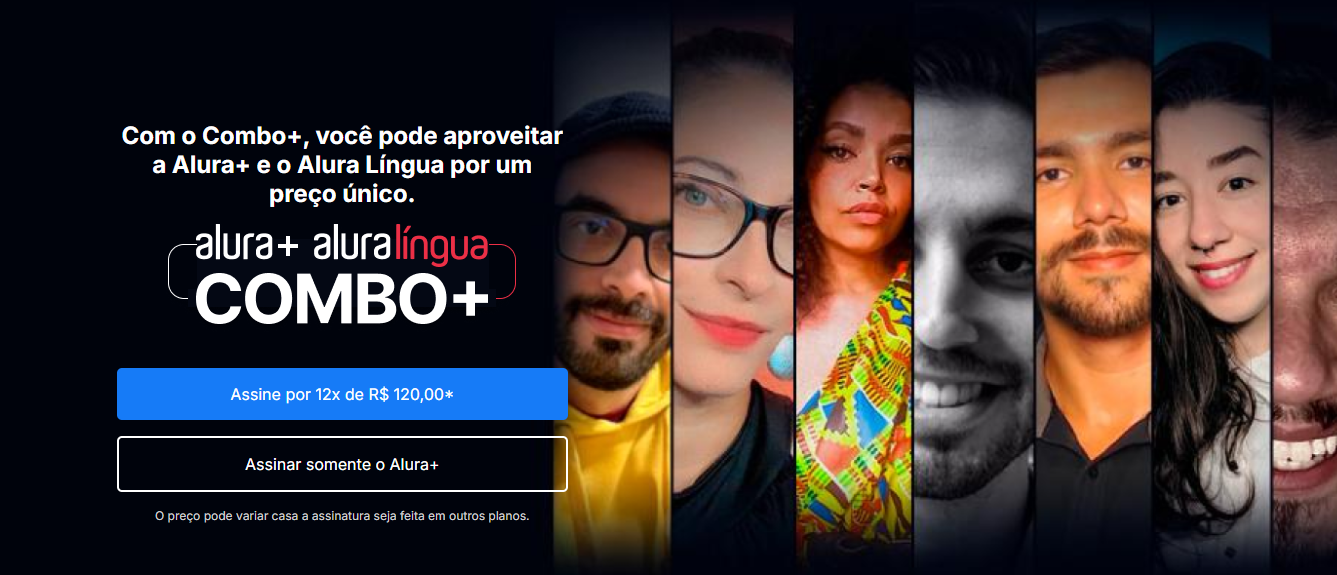 Com o Combo+, você pode aproveitar
a Alura+ e o Alura Língua por um
preço único.
alura+ aluralíngua
COMBO+
Assine por 12x de R$ 120,00*
Assinar somente o Alura+
O preço pode variar casa a assinatura seja feita em outros planos.